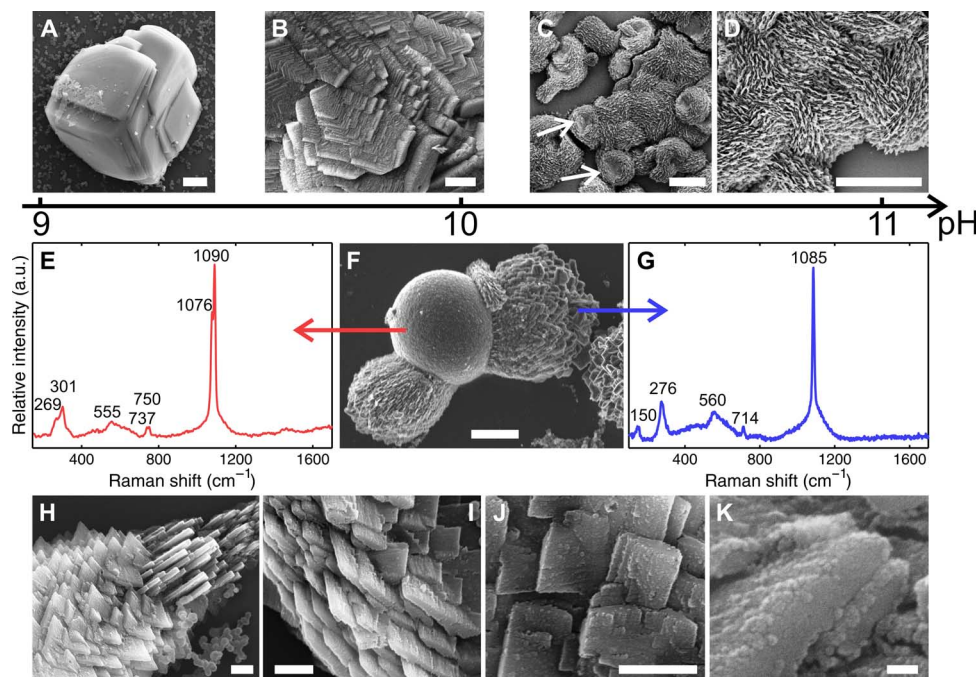 A
B
C
D
9
10
11
pH
E
1090
1076
301
269
555
750
737
Relative intensity (a.u.)
400
800
1200
1600
Raman shift (cm⁻¹)
F
G
1085
276
150
560
714
400
800
1200
1600
Raman shift (cm⁻¹)
H
I
J
K